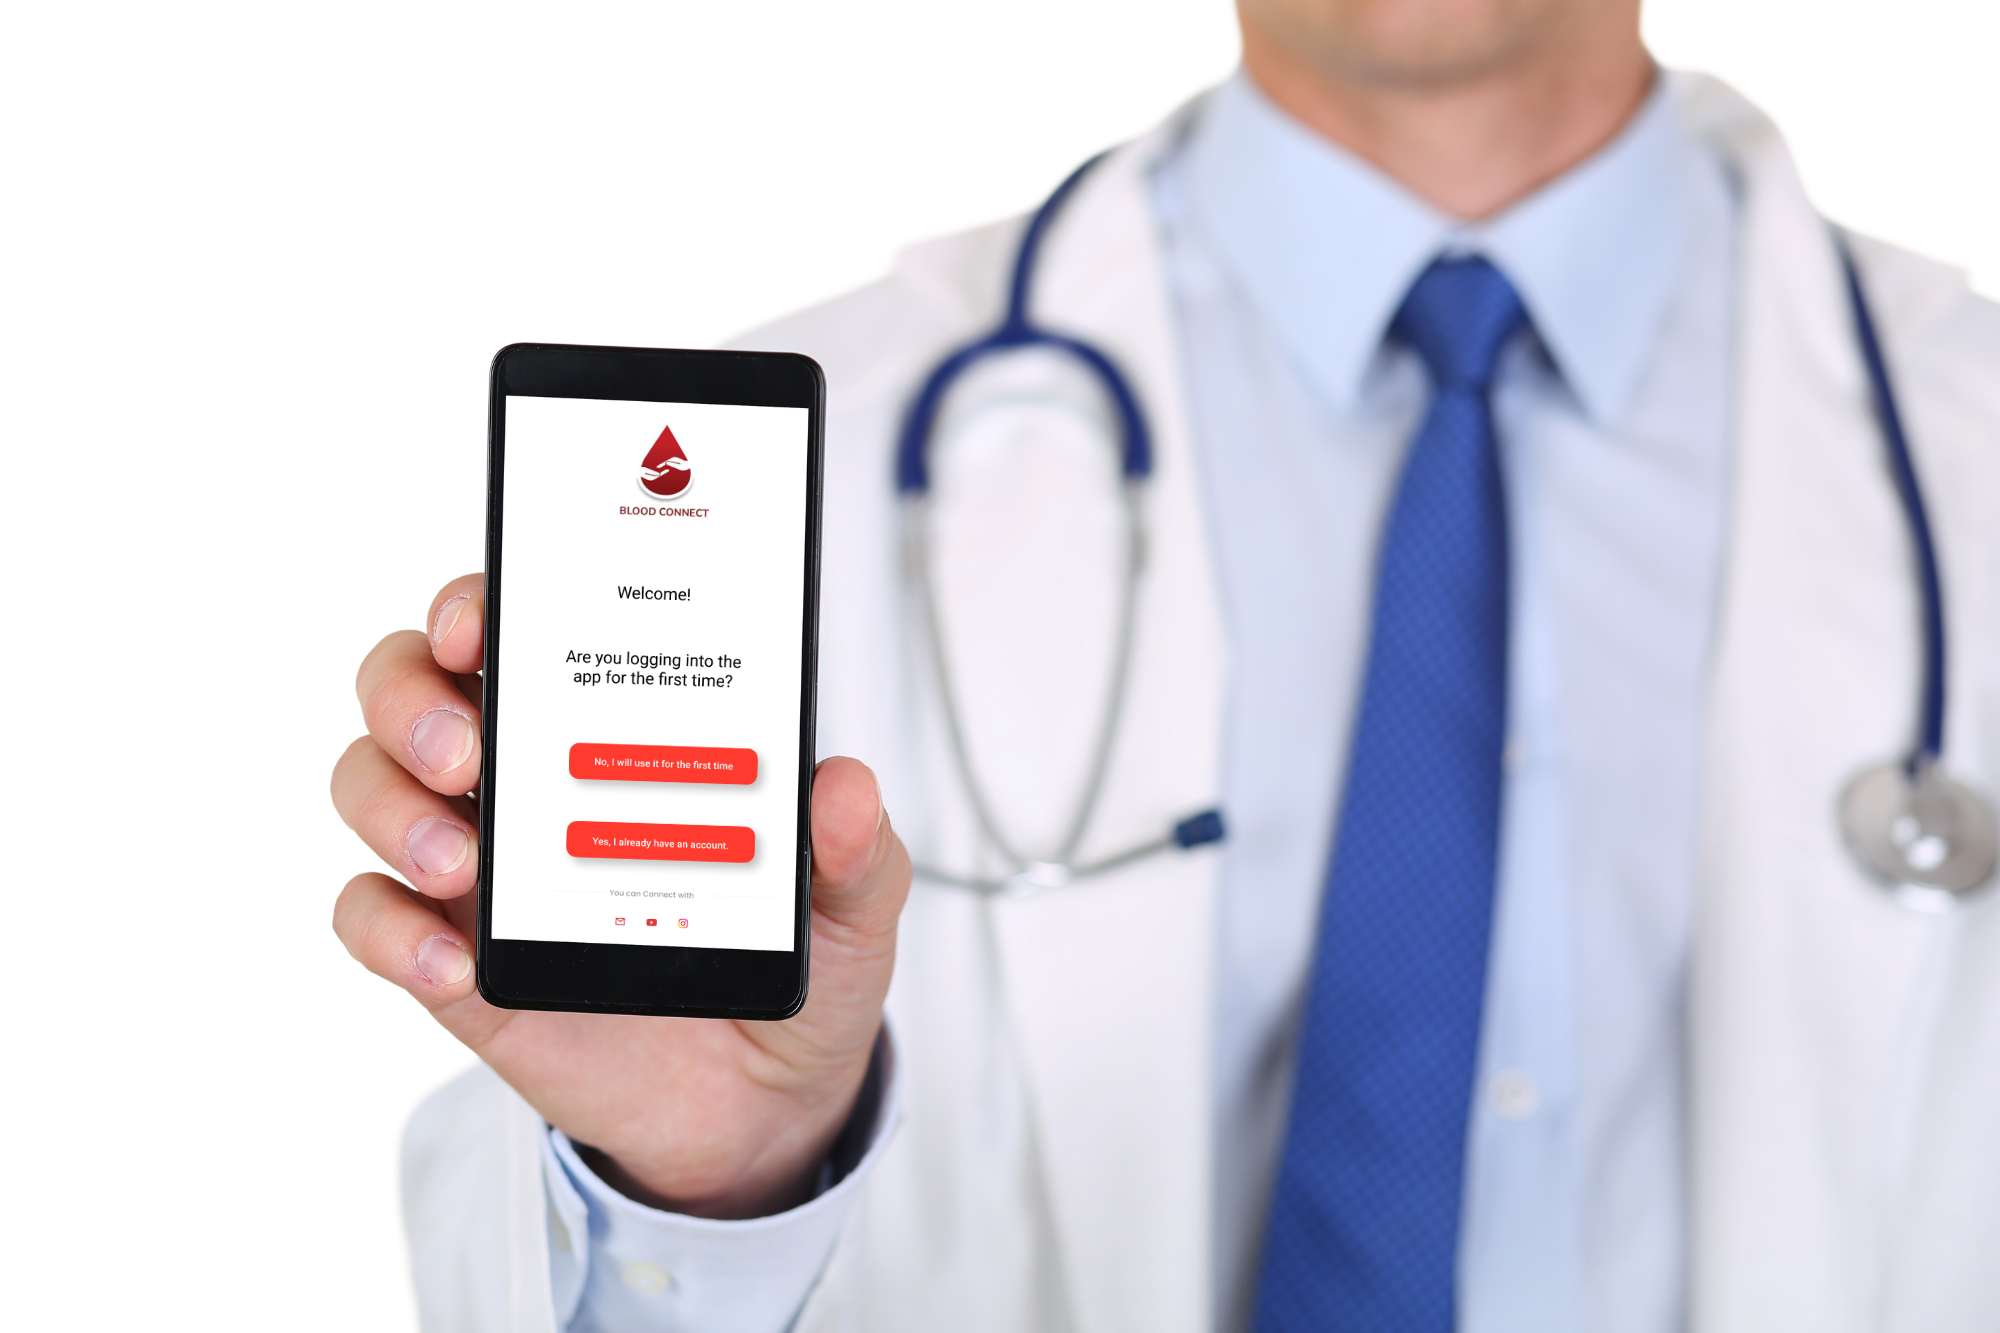 BLOOD CONNECT
Welcome!
Are you logging into the
app for the first time?
No, I will use it for the first time
Yes, I already have an account.
You can Connect with